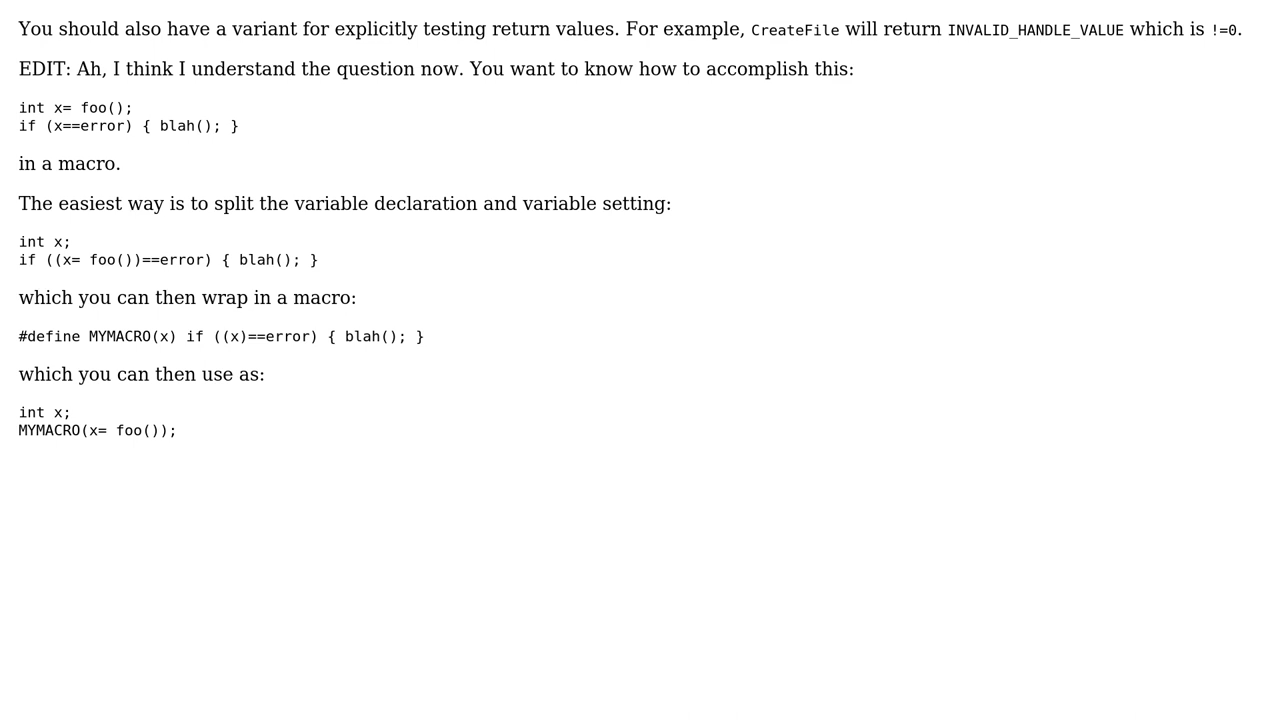 You should also have a variant for explicitly testing return values. For example, CreateFile will return INVALID_HANDLE_VALUE which is !=0.
EDIT: Ah, I think I understand the question now. You want to know how to accomplish this:
int x= foo();
if (x==error) { blah(); }
in a macro.
The easiest way is to split the variable declaration and variable setting:
int x;
if ((x= foo())==error) { blah(); }
which you can then wrap in a macro:
#define MYMACRO(x) if ((x)==error) { blah(); }
which you can then use as:
int x;
MYMACRO(x= foo());